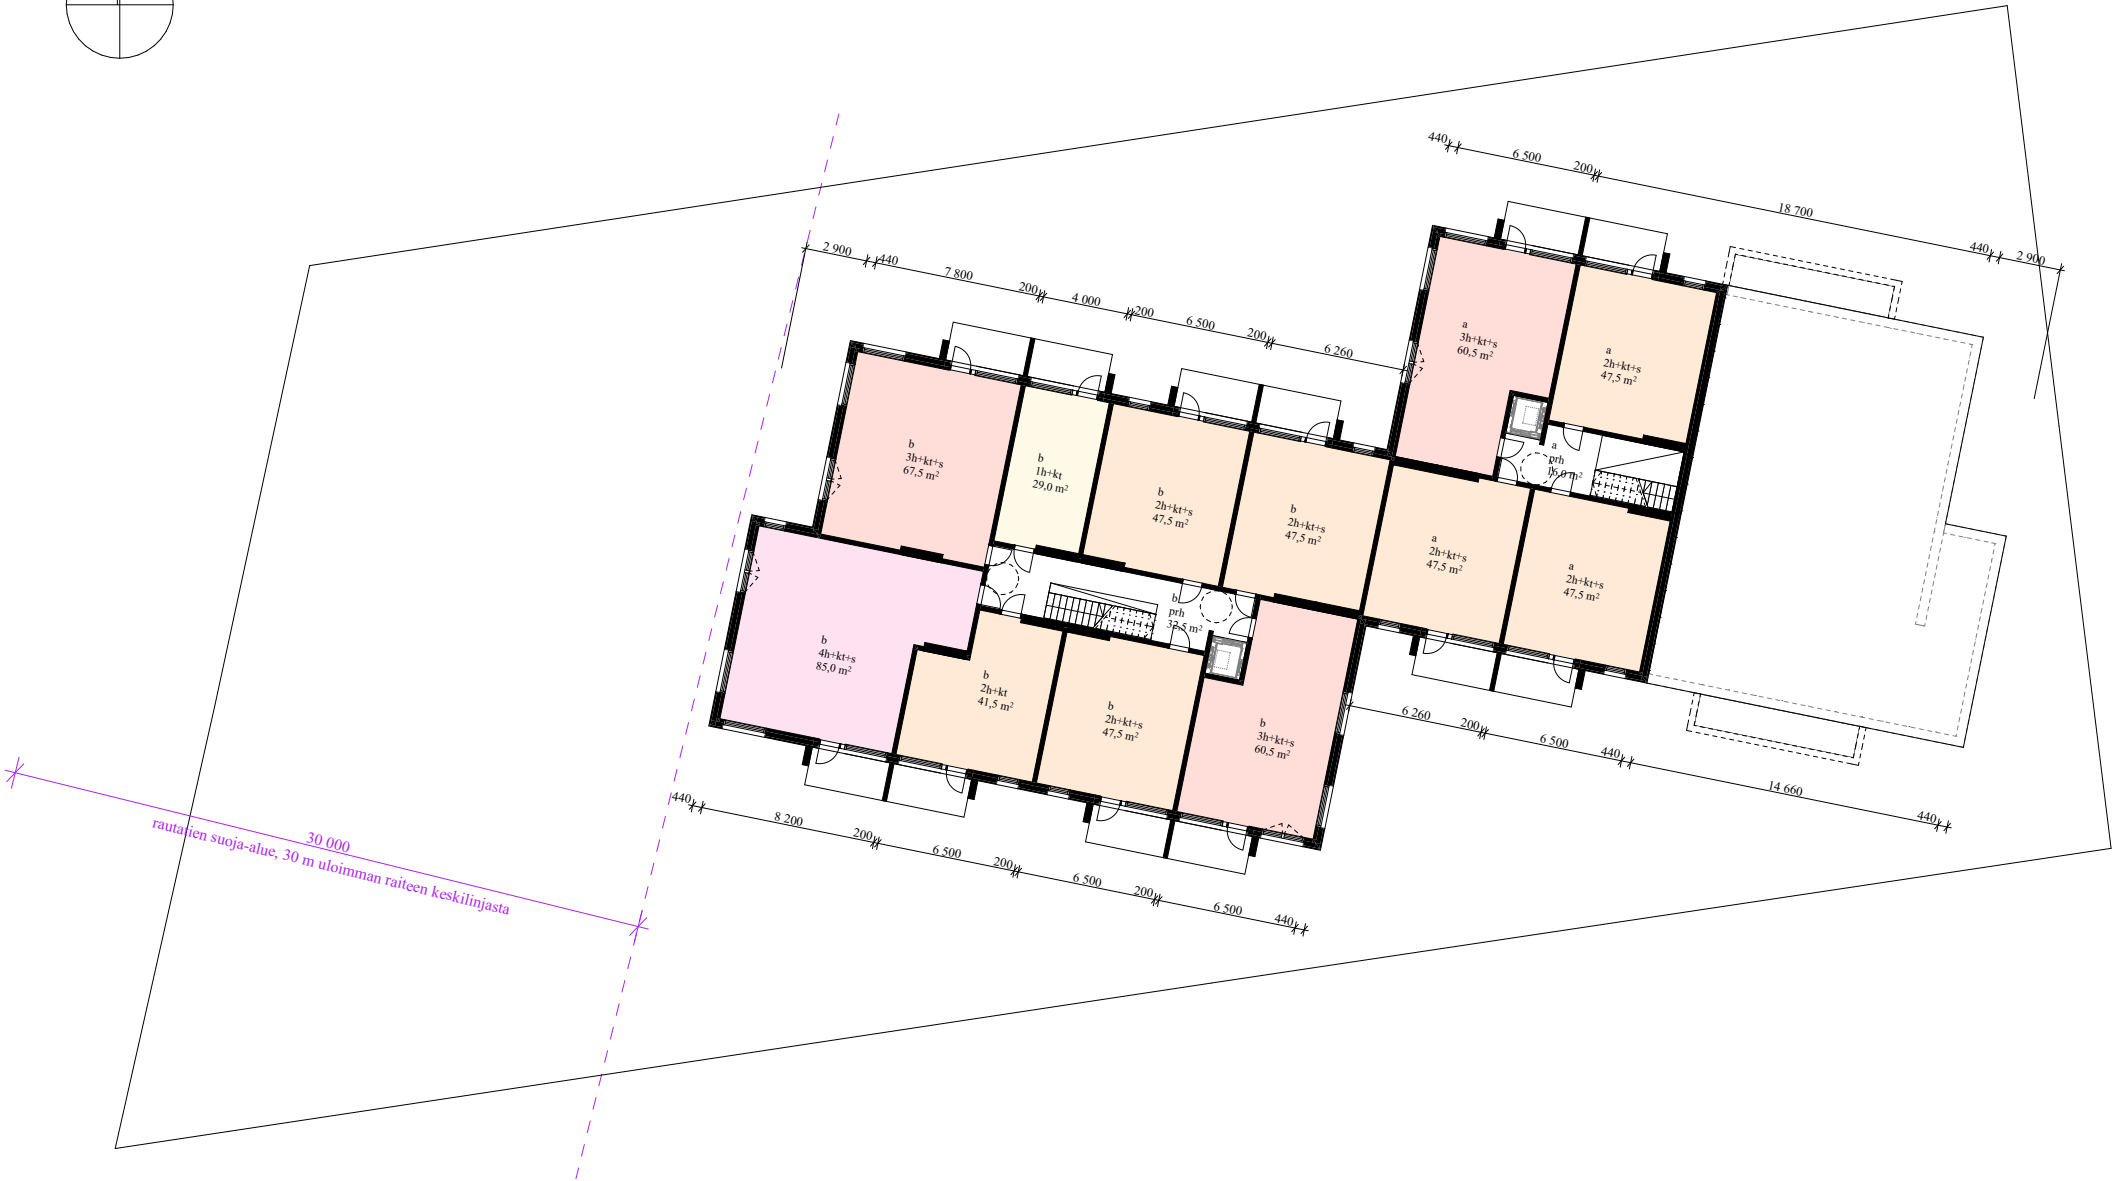 440
6 500
200
18 700
440
2 900
2 900
440
7 800
200
4 000
200
6 500
200
6 260
a
3h+kt+s
60,5 m²
a
2h+kt+s
47,5 m²
b
3h+kt+s
67,5 m²
b
1h+kt
29,0 m²
b
2h+kt+s
47,5 m²
b
2h+kt+s
47,5 m²
a
prh
16,0 m²
a
2h+kt+s
47,5 m²
a
2h+kt+s
47,5 m²
b
prh
32,5 m²
b
4h+kt+s
85,0 m²
b
2h+kt
41,5 m²
b
2h+kt+s
47,5 m²
b
3h+kt+s
60,5 m²
6 260
200
6 500
440
14 660
440
440
8 200
200
6 500
200
6 500
200
6 500
440
30 000
rautatien suoja-alue, 30 m uloimman raiteen keskilinjasta